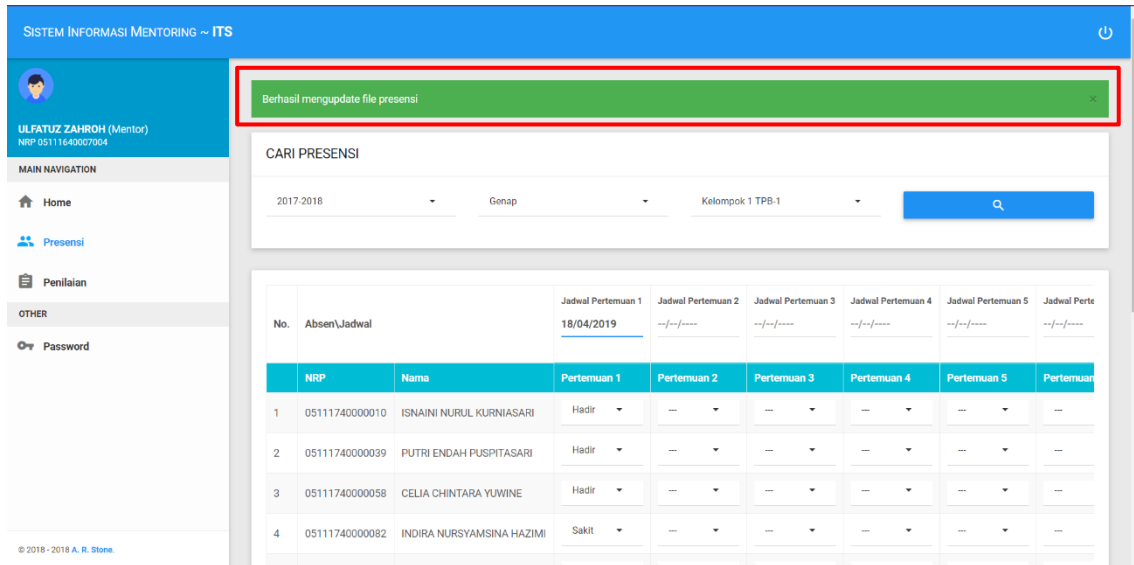 SISTEM INFORMASI MENTORING ~ ITS
ULFATUZ ZAHROH (Mentor)
NRP 05111640007004
MAIN NAVIGATION
Home
Presensi
Penilaian
OTHER
Password
© 2018 - 2018 A. R. Stone.
Berhasil mengupdate file presensi ×
CARI PRESENSI
2017-2018 Genap Kelompok 1 TPB-1
No. Absen\Jadwal Jadwal Pertemuan 1 Jadwal Pertemuan 2 Jadwal Pertemuan 3 Jadwal Pertemuan 4 Jadwal Pertemuan 5 Jadwal Perte
18/04/2019 --/--/---- --/--/---- --/--/---- --/--/---- --/--/----
NRP Nama Pertemuan 1 Pertemuan 2 Pertemuan 3 Pertemuan 4 Pertemuan 5 Pertemuan
1 05111740000010 ISNAINI NURUL KURNIASARI Hadir --- --- --- --- ---
2 05111740000039 PUTRI ENDAH PUSPITASARI Hadir --- --- --- --- ---
3 05111740000058 CELIA CHINTARA YUWINE Hadir --- --- --- --- ---
4 05111740000082 INDIRA NURSYAMSINA HAZIMI Sakit --- --- --- --- ---